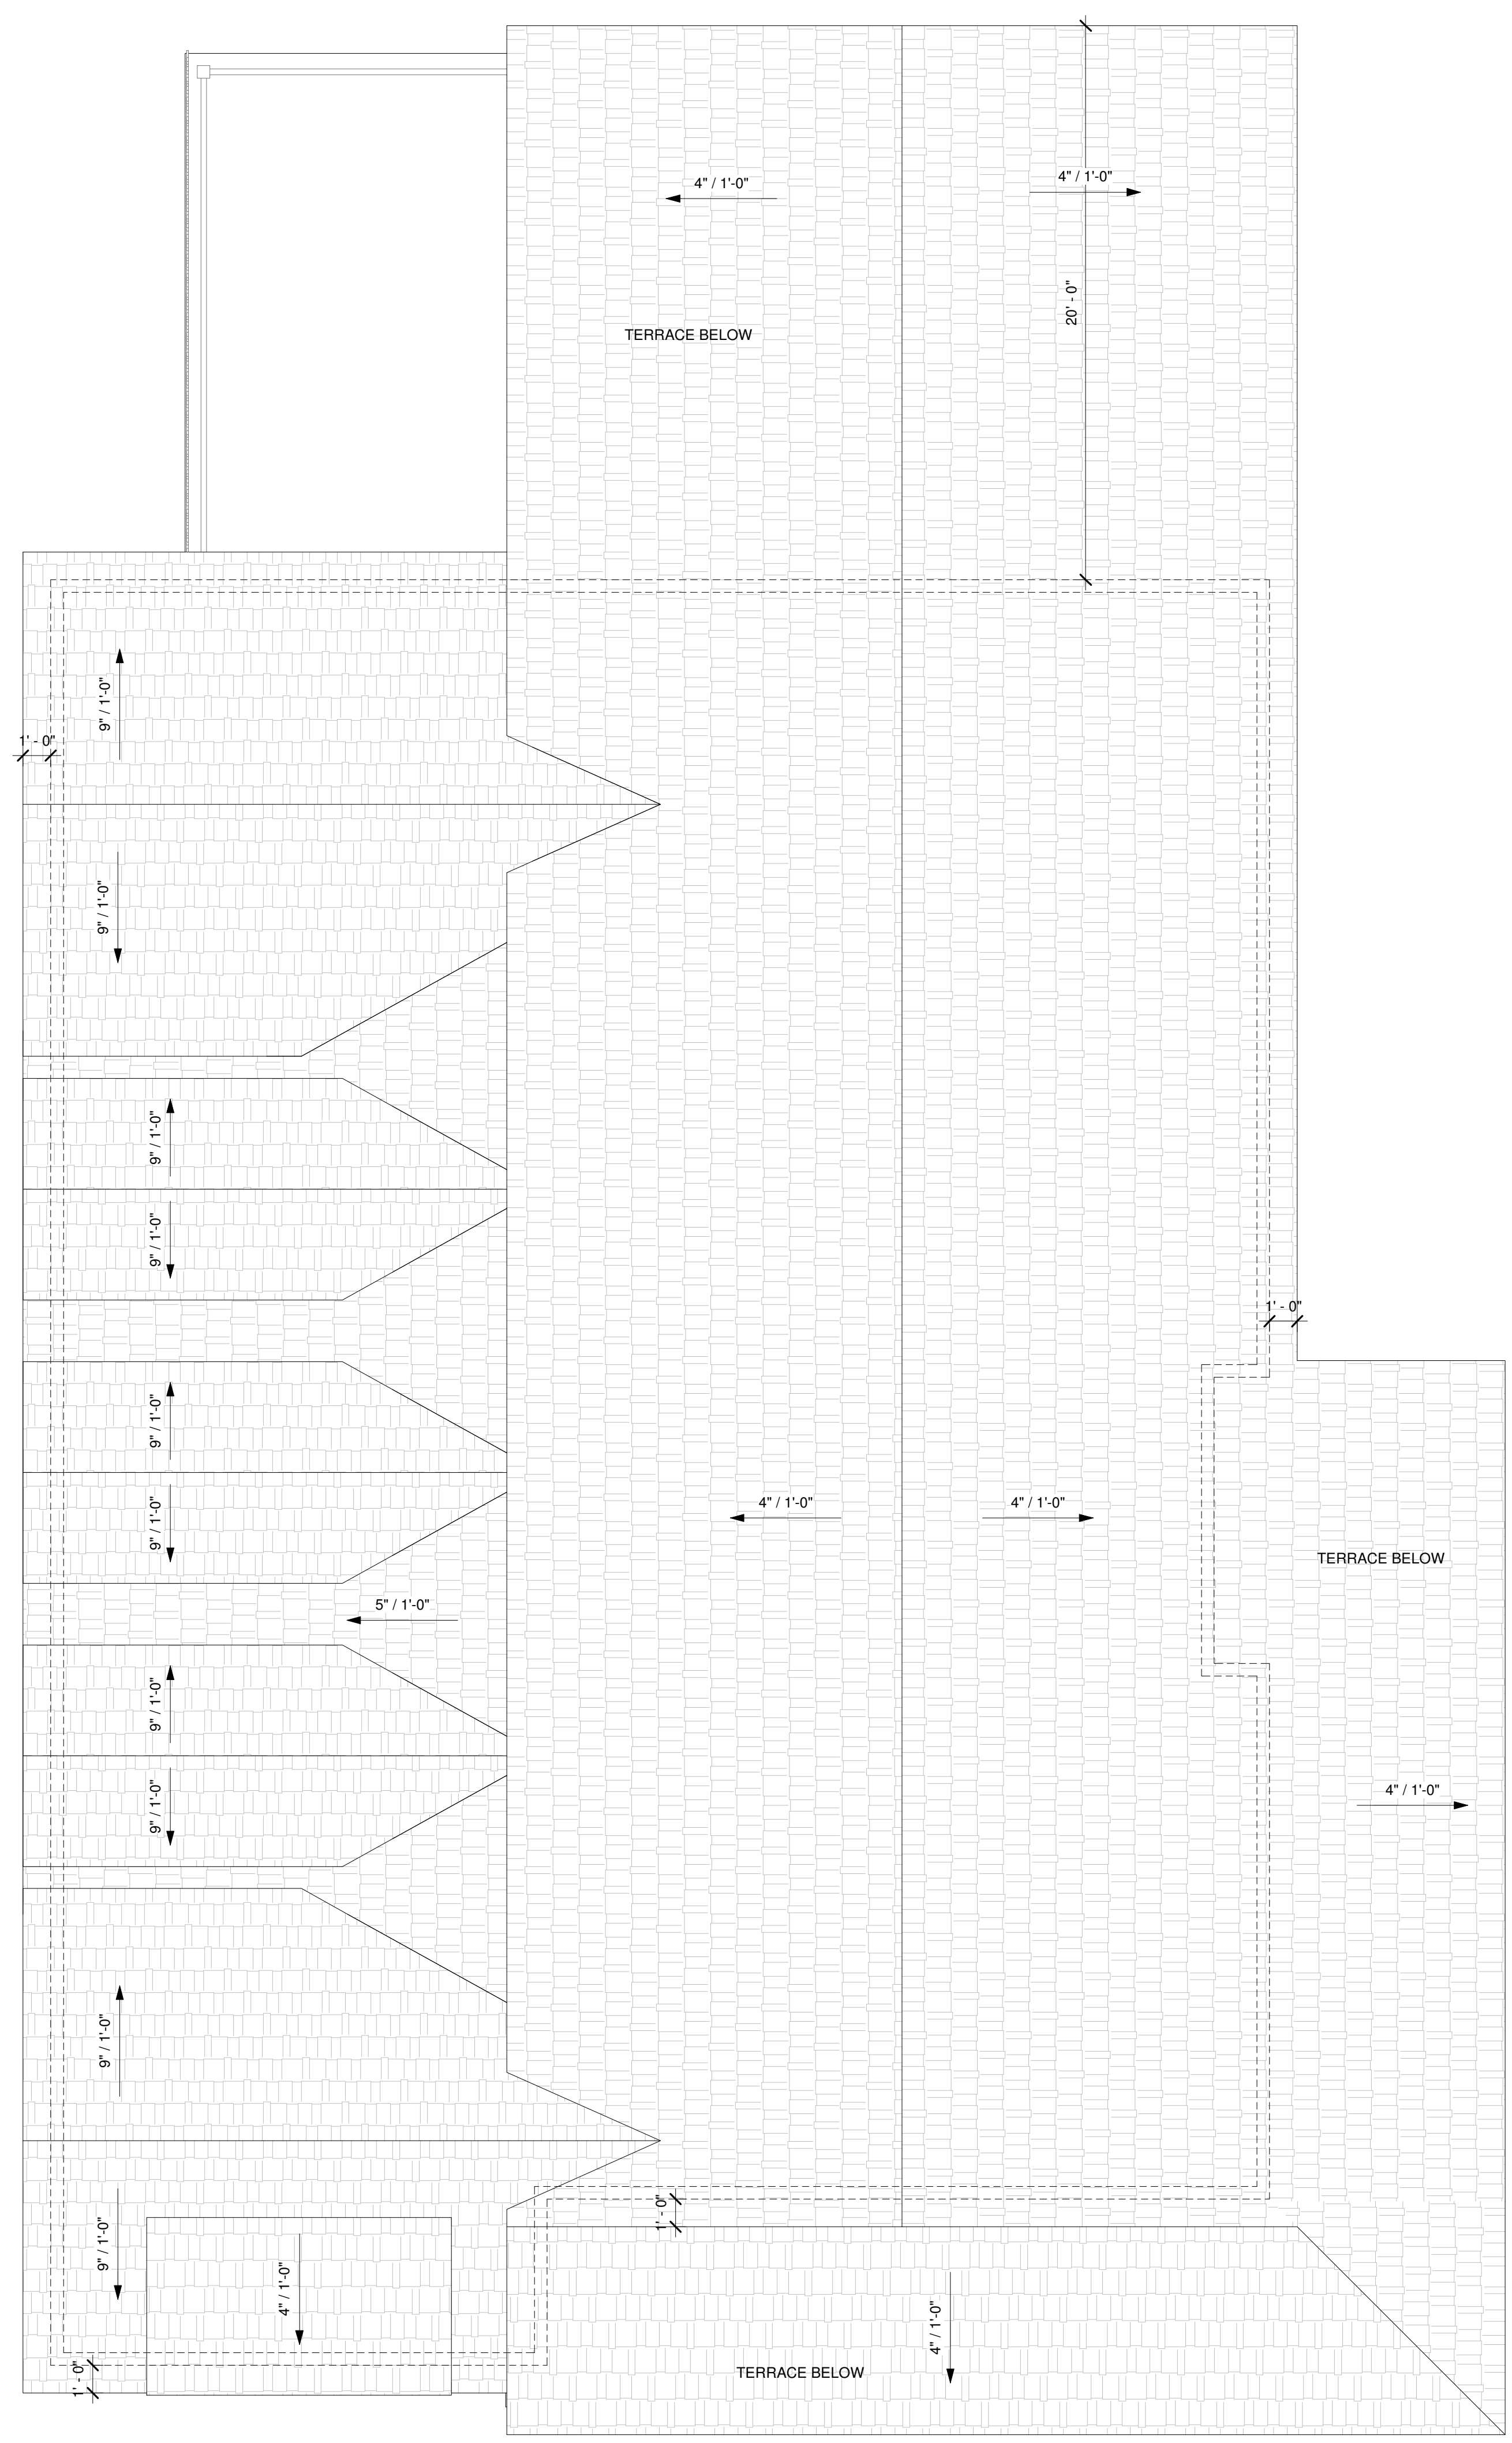 4" / 1'-0"
4" / 1'-0"
20' - 0"
TERRACE BELOW
9" / 1'-0"
1' - 0"
9" / 1'-0"
9" / 1'-0"
9" / 1'-0"
1' - 0"
9" / 1'-0"
4" / 1'-0"
4" / 1'-0"
9" / 1'-0"
TERRACE BELOW
5" / 1'-0"
9" / 1'-0"
4" / 1'-0"
9" / 1'-0"
9" / 1'-0"
1' - 0"
9" / 1'-0"
4" / 1'-0"
4" / 1'-0"
TERRACE BELOW
1' - 0"